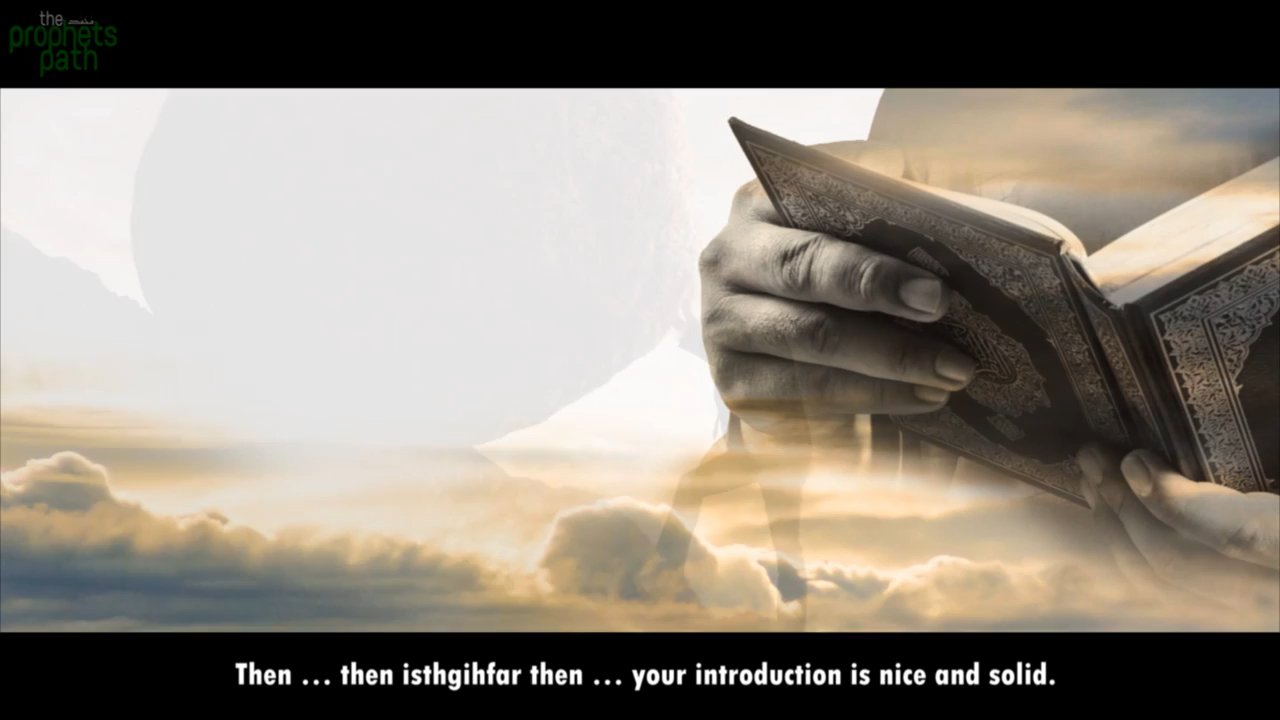 the
prophets
path
Then ... then isthgihfar then ... your introduction is nice and solid.